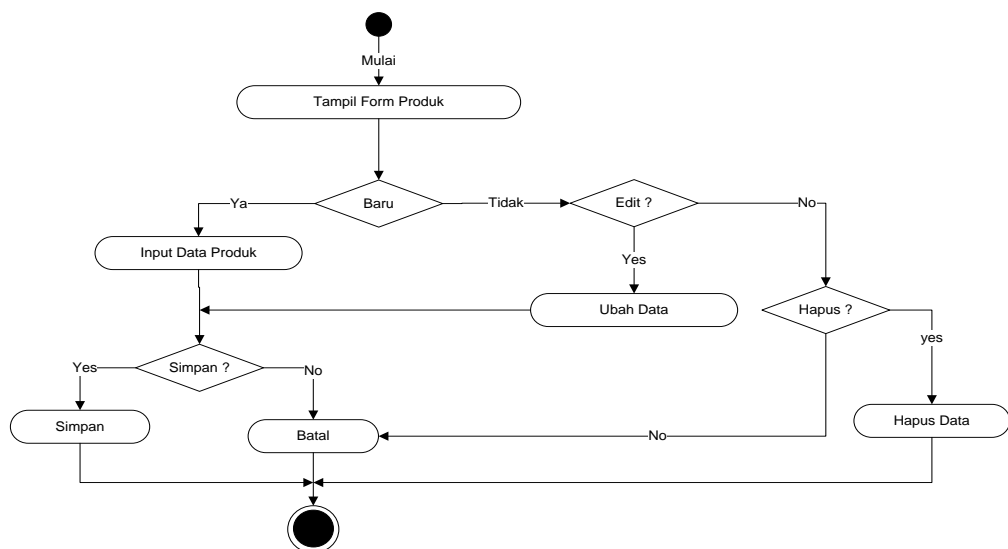 Mulai
Tampil Form Produk
Baru
Ya
Tidak
Edit ?
No
Input Data Produk
Yes
Ubah Data
Hapus ?
yes
Simpan ?
Yes
No
Simpan
Batal
No
Hapus Data